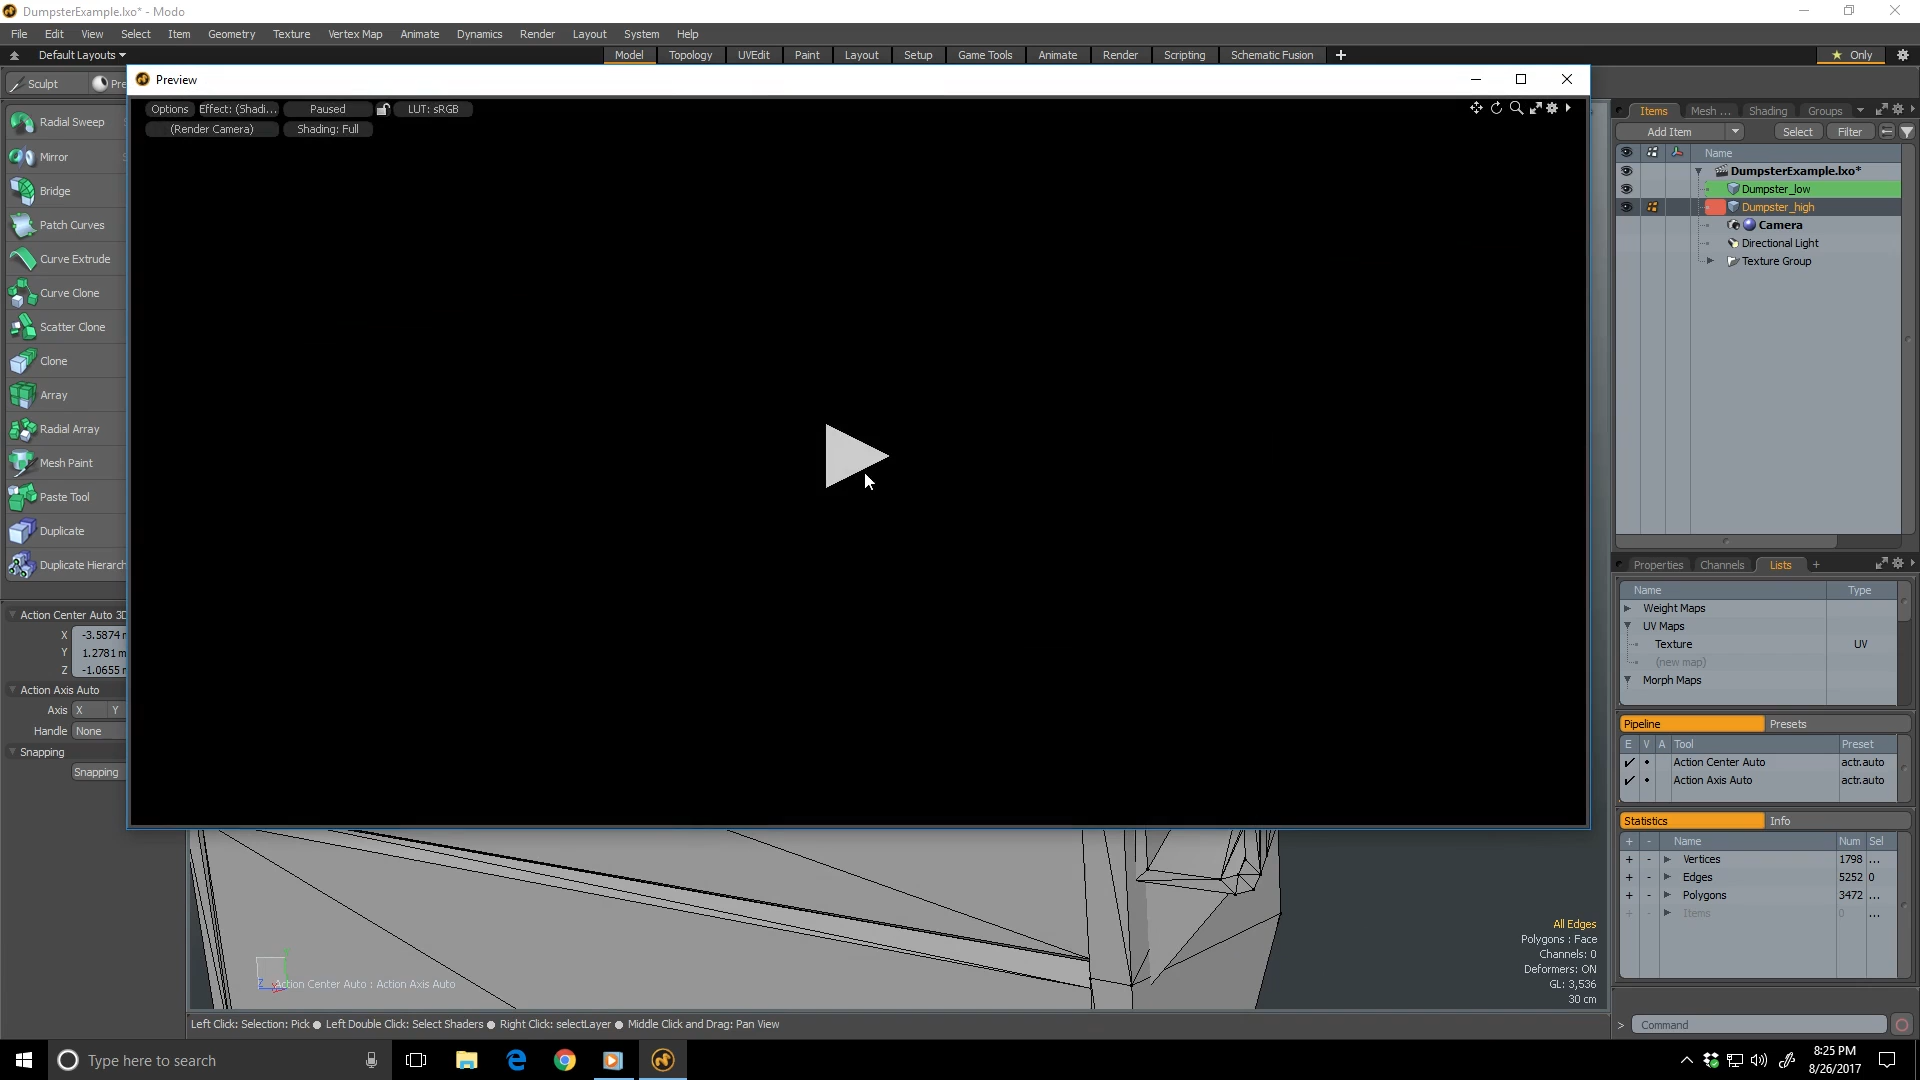 DumpsterExample.lxo* - Modo
File Edit View Select Item Geometry Texture Vertex Map Animate Dynamics Render Layout System Help
Default Layouts Model Topology UVEdit Paint Layout Setup Game Tools Animate Render Scripting Schematic Fusion + Only
Sculpt Pre
Preview
Options Effect: (Shadi... Paused LUT: sRGB
(Render Camera) Shading: Full
Radial Sweep
Mirror
Bridge
Patch Curves
Curve Extrude
Curve Clone
Scatter Clone
Clone
Array
Radial Array
Mesh Paint
Paste Tool
Duplicate
Duplicate Hierarch
Action Center Auto 3D
X -3.5874 m
Y 1.2781 m
Z -1.0655 m
Action Axis Auto
Axis X Y
Handle None
Snapping
Snapping
Items Mesh ... Shading Groups
Add Item Select Filter
Name
DumpsterExample.lxo*
Dumpster_low
Dumpster_high
Camera
Directional Light
Texture Group
Properties Channels Lists +
Name Type
Weight Maps
UV Maps
Texture UV
(new map)
Morph Maps
Pipeline Presets
E V A Tool Preset
Action Center Auto actr.auto
Action Axis Auto actr.auto
Statistics Info
+ - Name Num Sel
+ - Vertices 1798 ...
+ - Edges 5252 0
+ - Polygons 3472 ...
+ - Items 0 ...
All Edges
Polygons : Face
Channels: 0
Deformers: ON
GL: 3,536
30 cm
Z Action Center Auto : Action Axis Auto
Left Click: Selection: Pick ● Left Double Click: Select Shaders ● Right Click: selectLayer ● Middle Click and Drag: Pan View
> Command
Type here to search
8:25 PM
8/26/2017